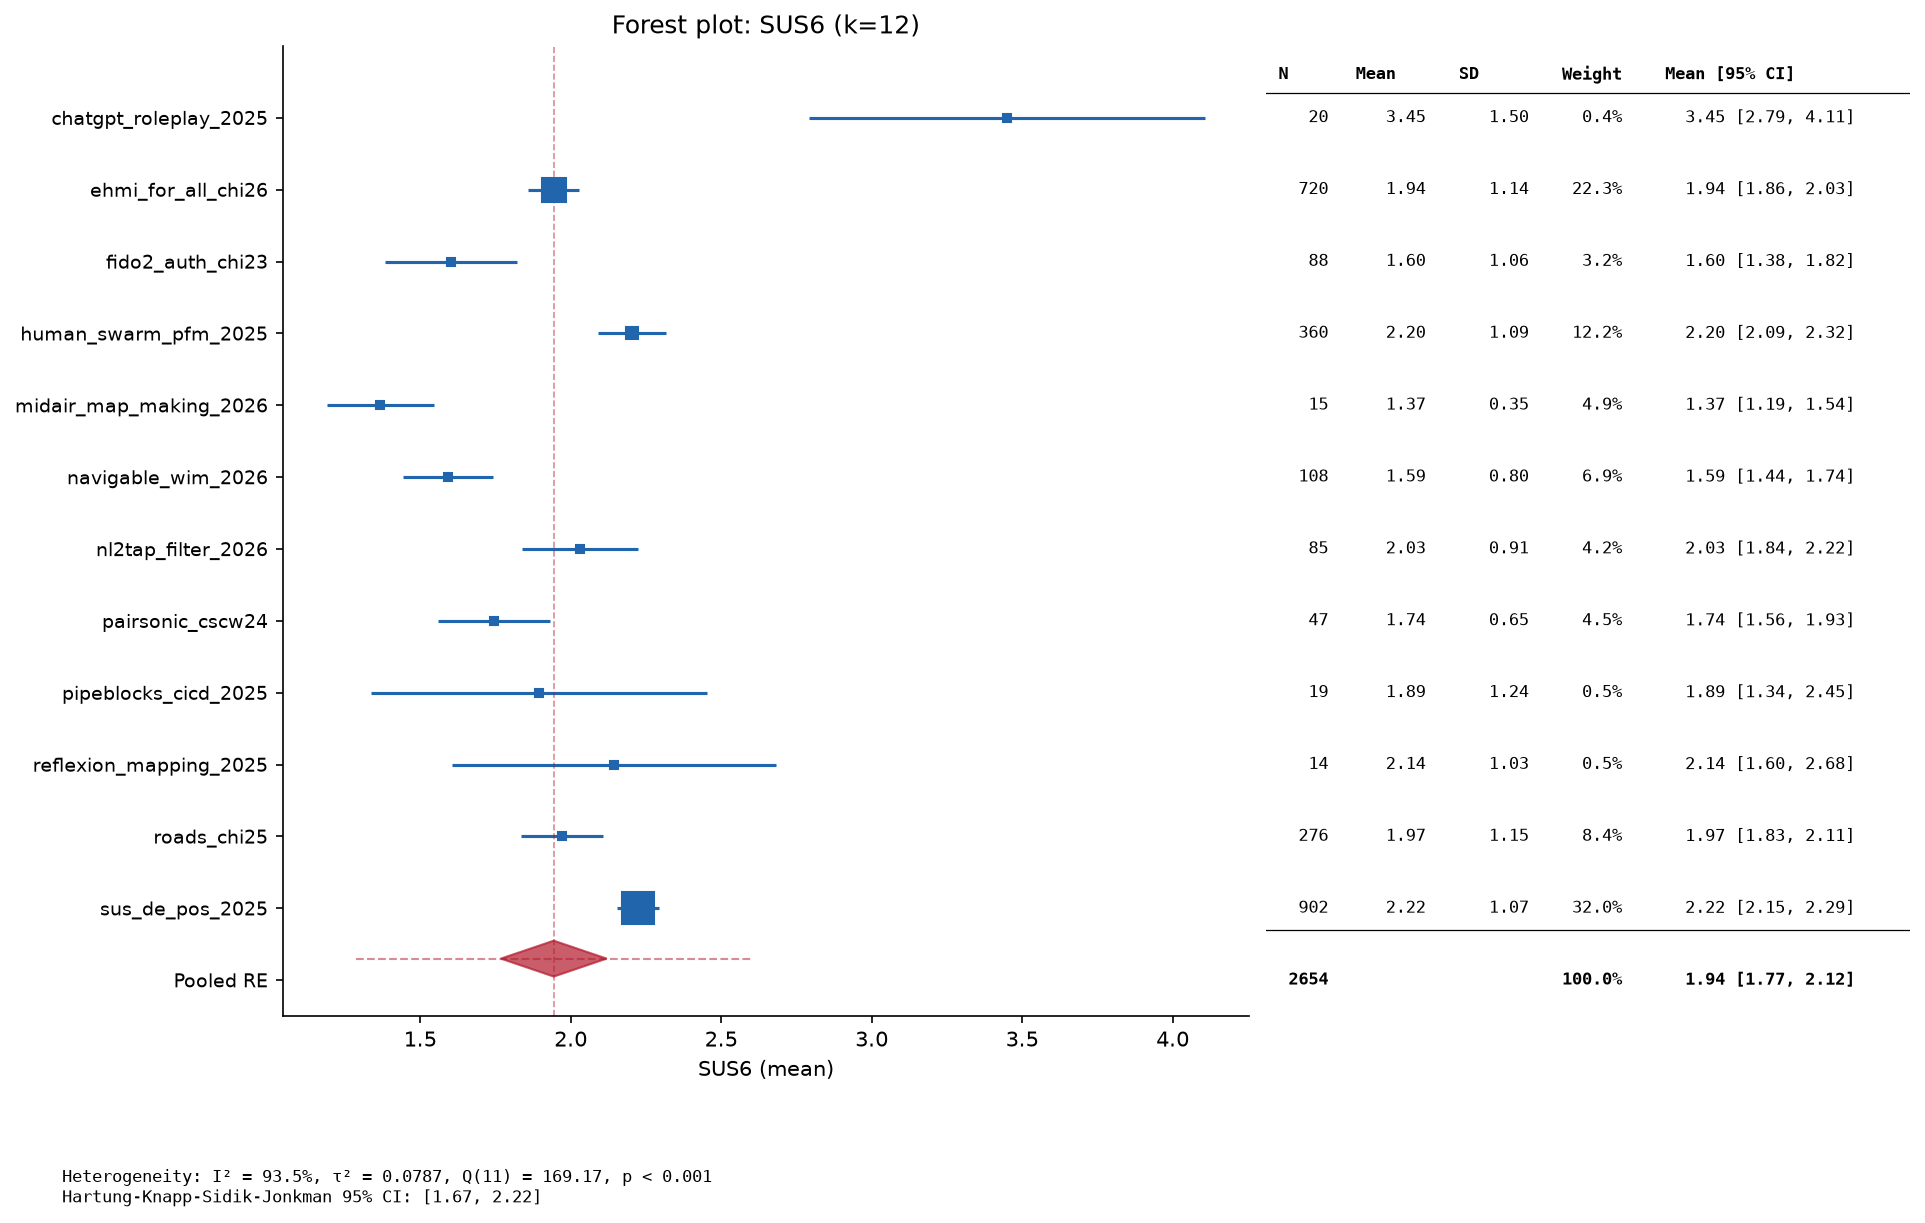 Forest plot: SUS6 (k=12)
N Mean SD Weight Mean [95% CI]
chatgpt_roleplay_2025 20 3.45 1.50 0.4% 3.45 [2.79, 4.11]
ehmi_for_all_chi26 720 1.94 1.14 22.3% 1.94 [1.86, 2.03]
fido2_auth_chi23 88 1.60 1.06 3.2% 1.60 [1.38, 1.82]
human_swarm_pfm_2025 360 2.20 1.09 12.2% 2.20 [2.09, 2.32]
midair_map_making_2026 15 1.37 0.35 4.9% 1.37 [1.19, 1.54]
navigable_wim_2026 108 1.59 0.80 6.9% 1.59 [1.44, 1.74]
nl2tap_filter_2026 85 2.03 0.91 4.2% 2.03 [1.84, 2.22]
pairsonic_cscw24 47 1.74 0.65 4.5% 1.74 [1.56, 1.93]
pipeblocks_cicd_2025 19 1.89 1.24 0.5% 1.89 [1.34, 2.45]
reflexion_mapping_2025 14 2.14 1.03 0.5% 2.14 [1.60, 2.68]
roads_chi25 276 1.97 1.15 8.4% 1.97 [1.83, 2.11]
sus_de_pos_2025 902 2.22 1.07 32.0% 2.22 [2.15, 2.29]
Pooled RE 2654 100.0% 1.94 [1.77, 2.12]
1.5 2.0 2.5 3.0 3.5 4.0
SUS6 (mean)
Heterogeneity: I² = 93.5%, τ² = 0.0787, Q(11) = 169.17, p < 0.001
Hartung-Knapp-Sidik-Jonkman 95% CI: [1.67, 2.22]